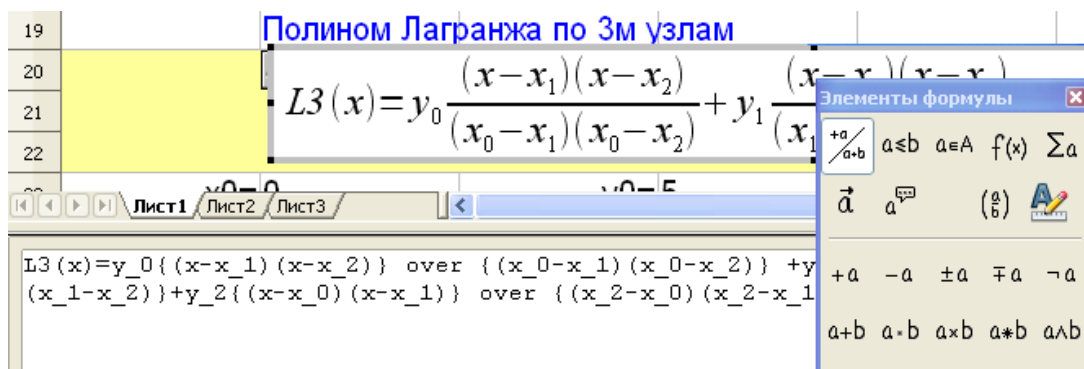 19
Полином Лагранжа по 3м узлам
20
21
22
L3(x)=y_0 (x-x_1)(x-x_2) / (x_0-x_1)(x_0-x_2) + y_1
Элементы формулы
+a/a+b a≤b a∈A f(x) Σa
a (a/b)
Лист1 Лист2 Лист3
L3(x)=y_0{(x-x_1)(x-x_2)} over {(x_0-x_1)(x_0-x_2)} +y
(x_1-x_2)}+y_2{(x-x_0)(x-x_1)} over {(x_2-x_0)(x_2-x_1
+a -a ±a ∓a ¬a
a+b a·b a×b a∗b a∧b